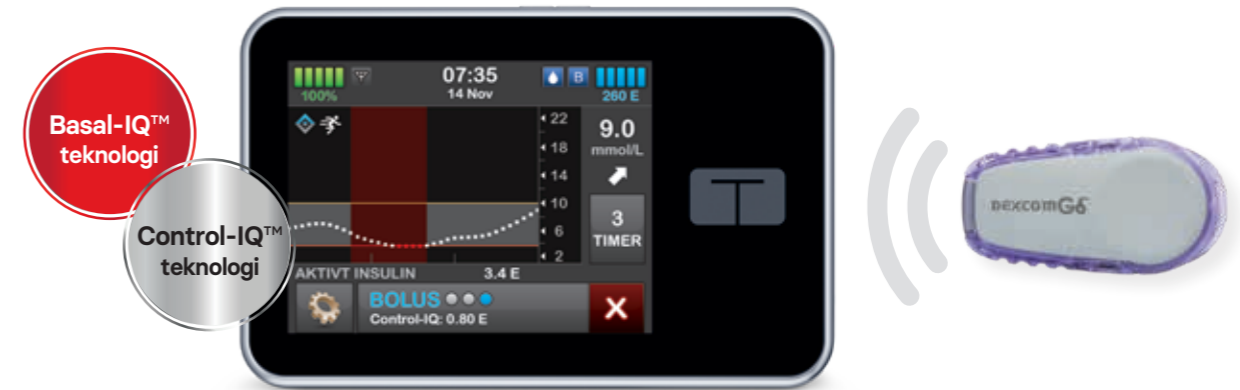 Basal-IQ™
teknologi
Control-IQ™
teknologi
100%
07:35
14 Nov
B
260 E
22
18
14
10
6
2
9.0
mmol/L
3
TIMER
AKTIVT INSULIN 3.4 E
BOLUS
Control-IQ: 0.80 E
X
T
DEXCOM G6